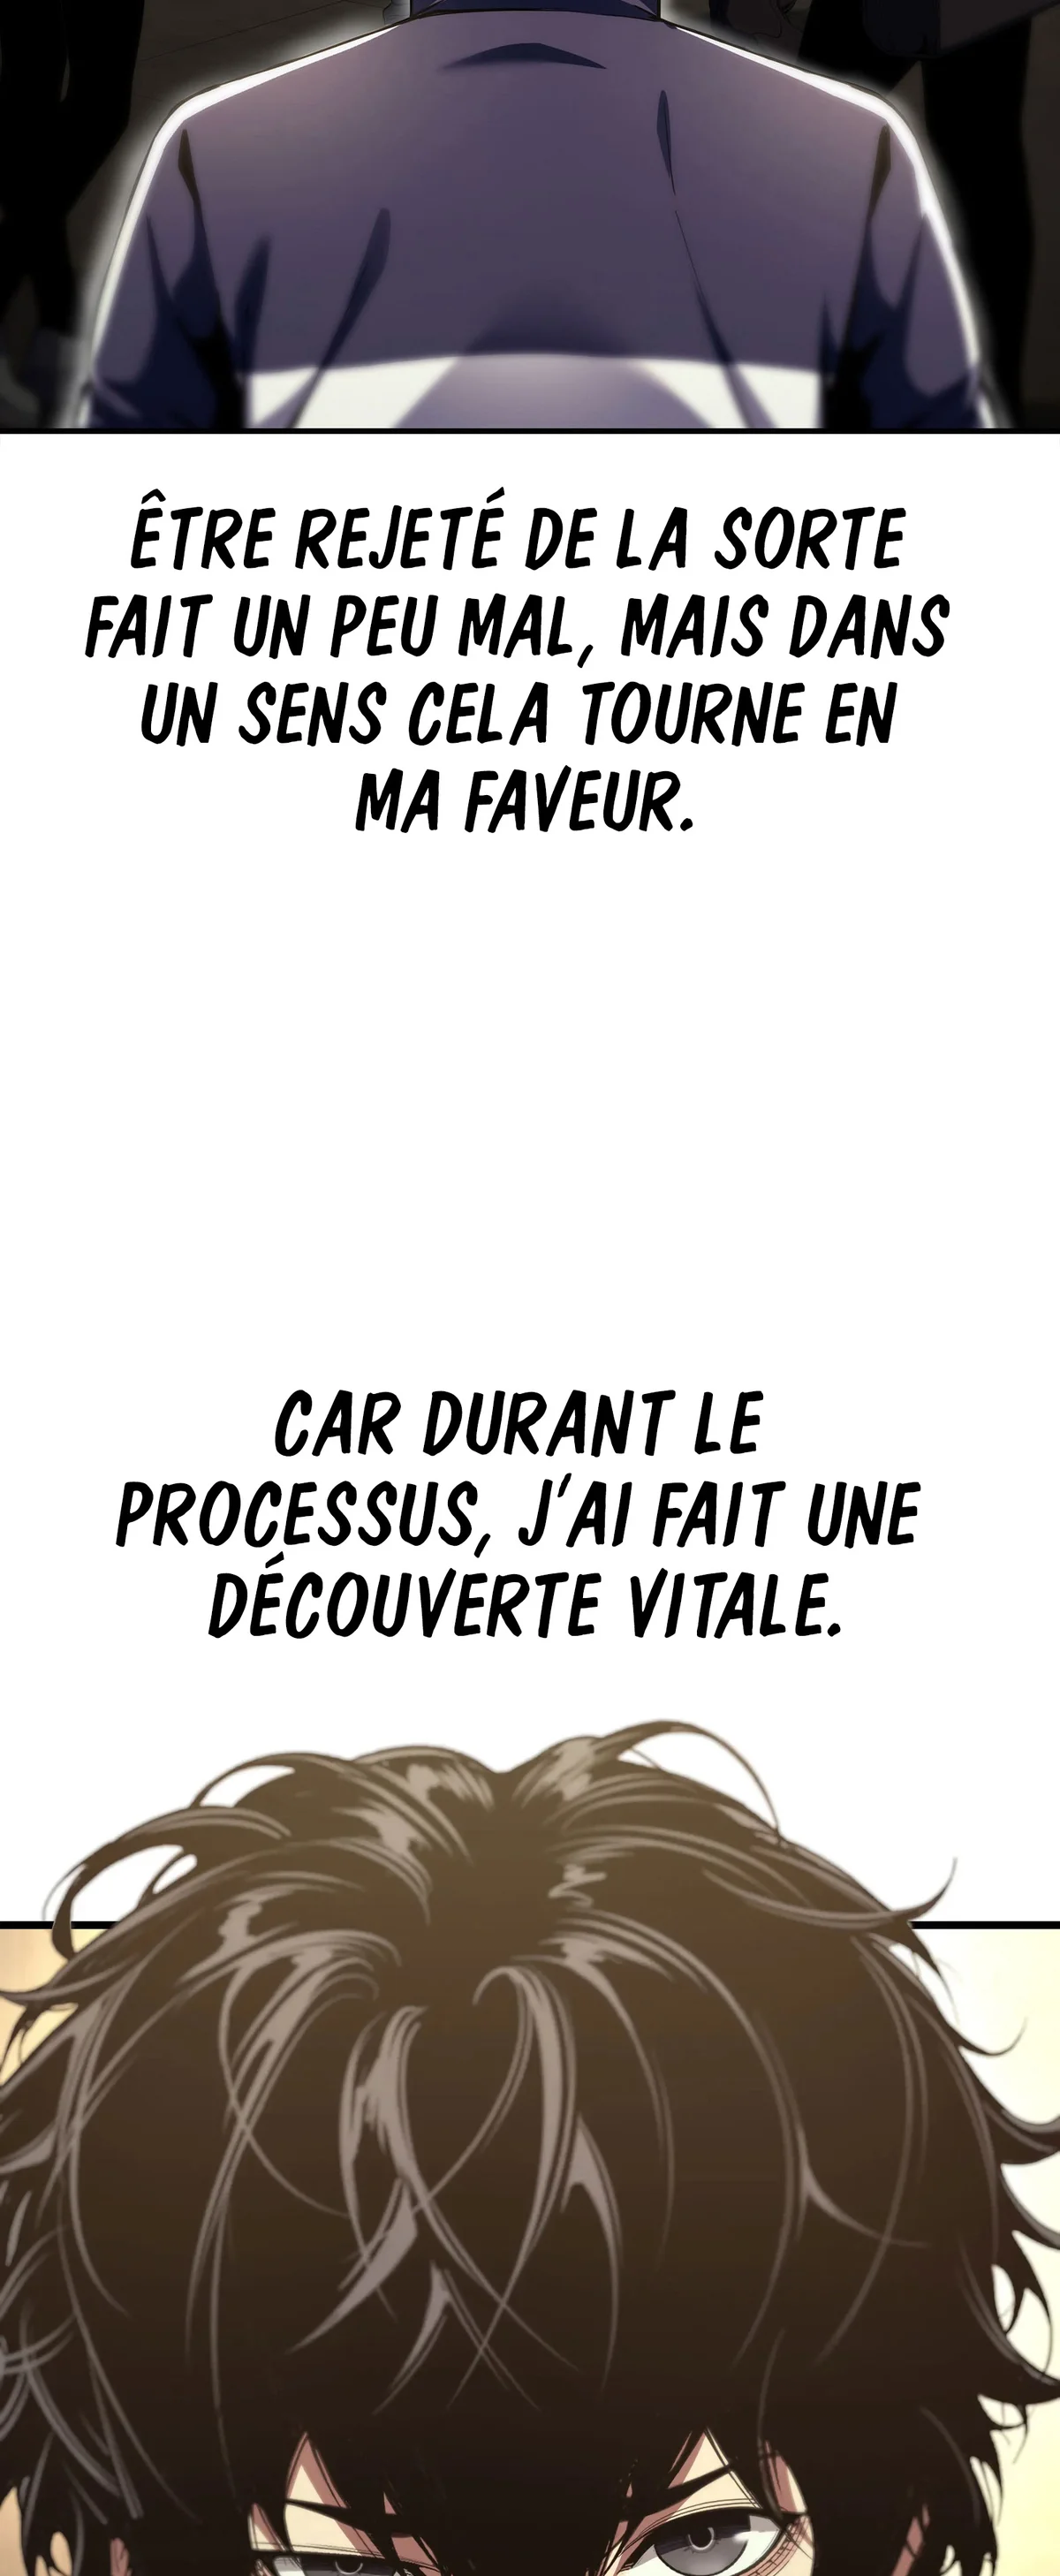 ÊTRE REJETÉ DE LA SORTE
FAIT UN PEU MAL, MAIS DANS
UN SENS CELA TOURNE EN
MA FAVEUR.
CAR DURANT LE
PROCESSUS, J'AI FAIT UNE
DÉCOUVERTE VITALE.